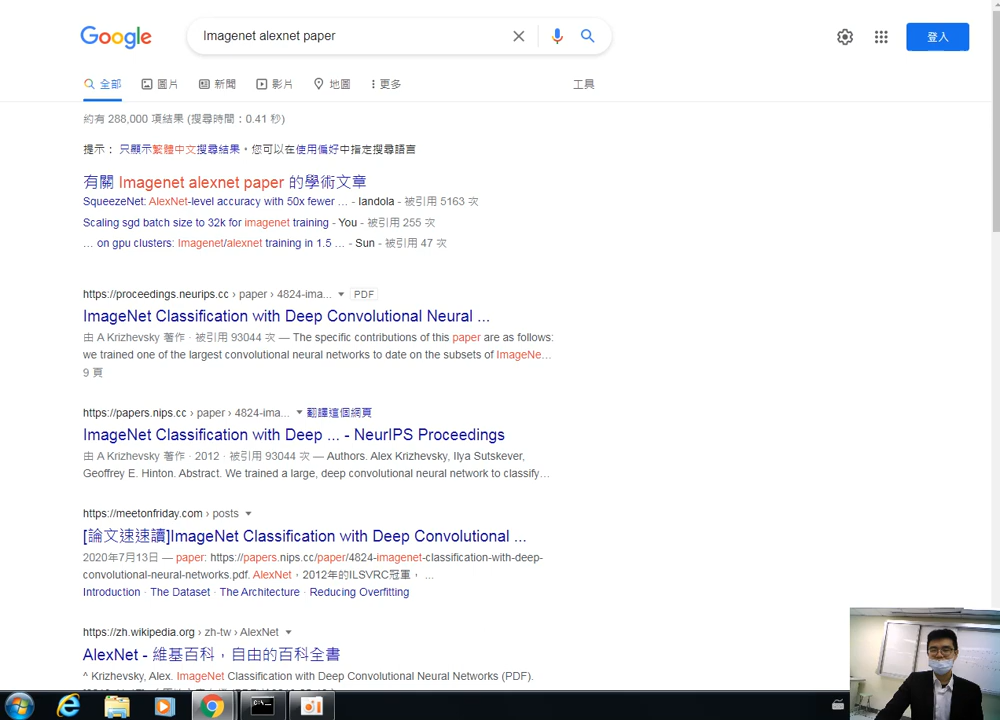 Google
Imagenet alexnet paper
登入
全部 圖片 新聞 影片 地圖 更多 工具
約有 288,000 項結果 (搜尋時間：0.41 秒)
提示： 只顯示繁體中文搜尋結果。您可以在使用偏好中指定搜尋語言
有關 Imagenet alexnet paper 的學術文章
SqueezeNet: AlexNet-level accuracy with 50x fewer … - Iandola - 被引用 5163 次
Scaling sgd batch size to 32k for imagenet training - You - 被引用 255 次
… on gpu clusters: Imagenet/alexnet training in 1.5 … - Sun - 被引用 47 次
https://proceedings.neurips.cc › paper › 4824-ima... PDF
ImageNet Classification with Deep Convolutional Neural ...
由 A Krizhevsky 著作 · 被引用 93044 次 — The specific contributions of this paper are as follows:
we trained one of the largest convolutional neural networks to date on the subsets of ImageNe...
9 頁
https://papers.nips.cc › paper › 4824-ima... 翻譯這個網頁
ImageNet Classification with Deep ... - NeurIPS Proceedings
由 A Krizhevsky 著作 · 2012 · 被引用 93044 次 — Authors. Alex Krizhevsky, Ilya Sutskever,
Geoffrey E. Hinton. Abstract. We trained a large, deep convolutional neural network to classify…
https://meetonfriday.com › posts
[論文速速讀]ImageNet Classification with Deep Convolutional ...
2020年7月13日 — paper: https://papers.nips.cc/paper/4824-imagenet-classification-with-deep-
convolutional-neural-networks.pdf. AlexNet，2012年的ILSVRC冠軍， ...
Introduction · The Dataset · The Architecture · Reducing Overfitting
https://zh.wikipedia.org › zh-tw › AlexNet
AlexNet - 維基百科，自由的百科全書
^ Krizhevsky, Alex. ImageNet Classification with Deep Convolutional Neural Networks (PDF).